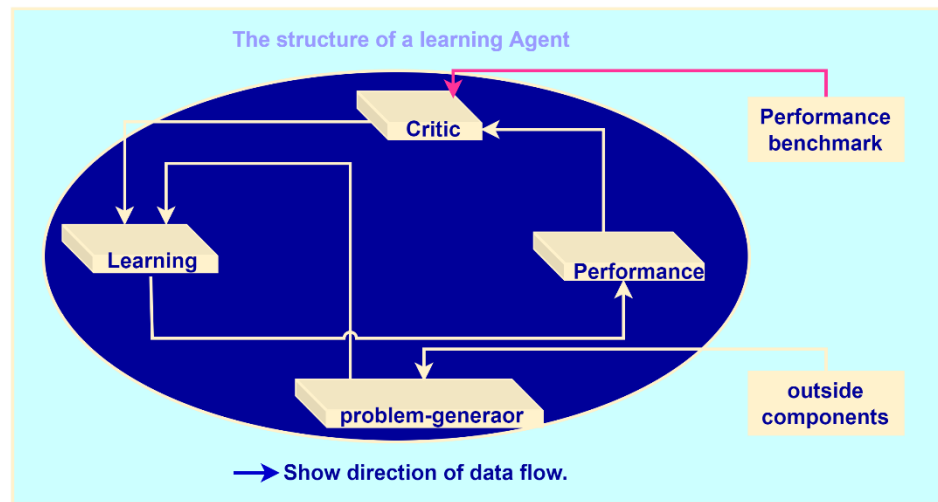 The structure of a learning Agent
Critic
Performance
benchmark
Learning
Performance
problem-generaor
outside
components
Show direction of data flow.